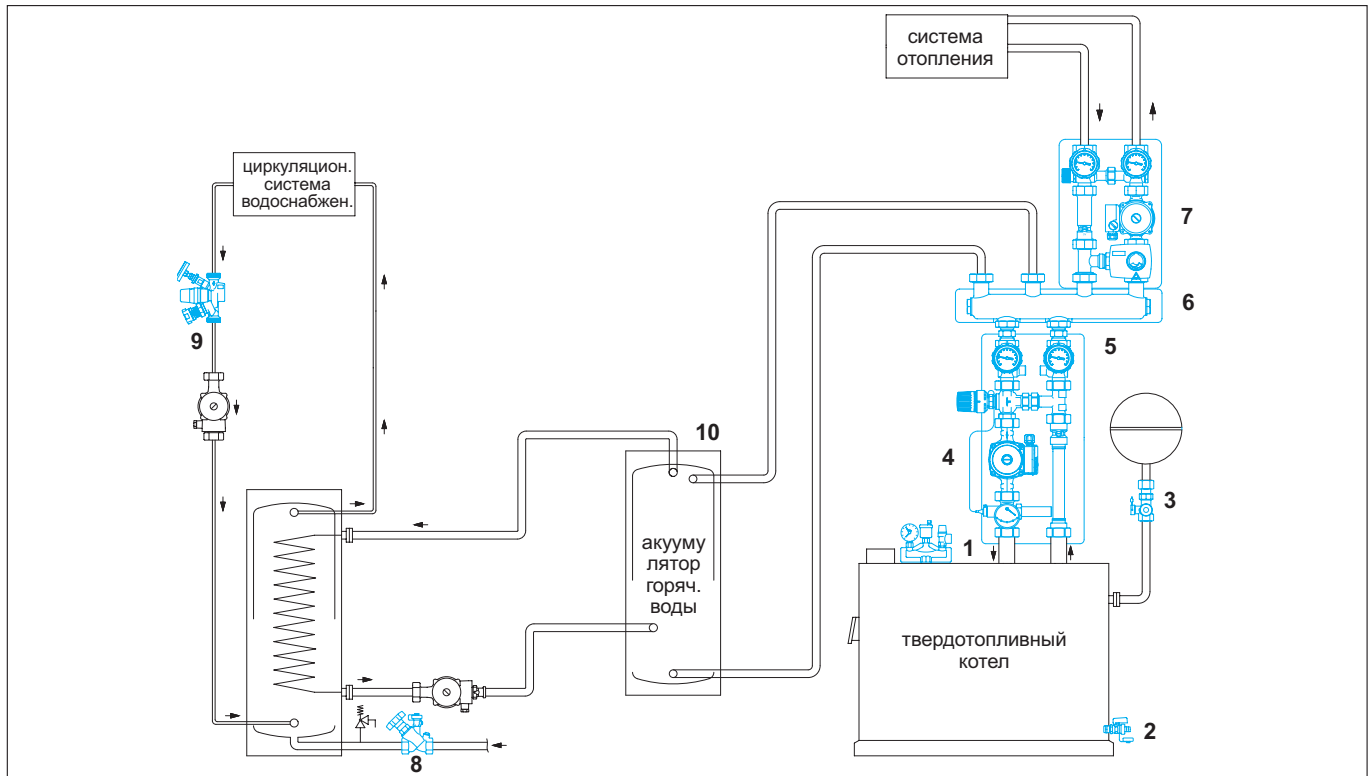 система
отопления
циркуляцион.
система
водоснабжен.
7
6
5
9
10
4
3
1
акууму
лятор
горяч.
воды
твердотопливный
котел
2
8